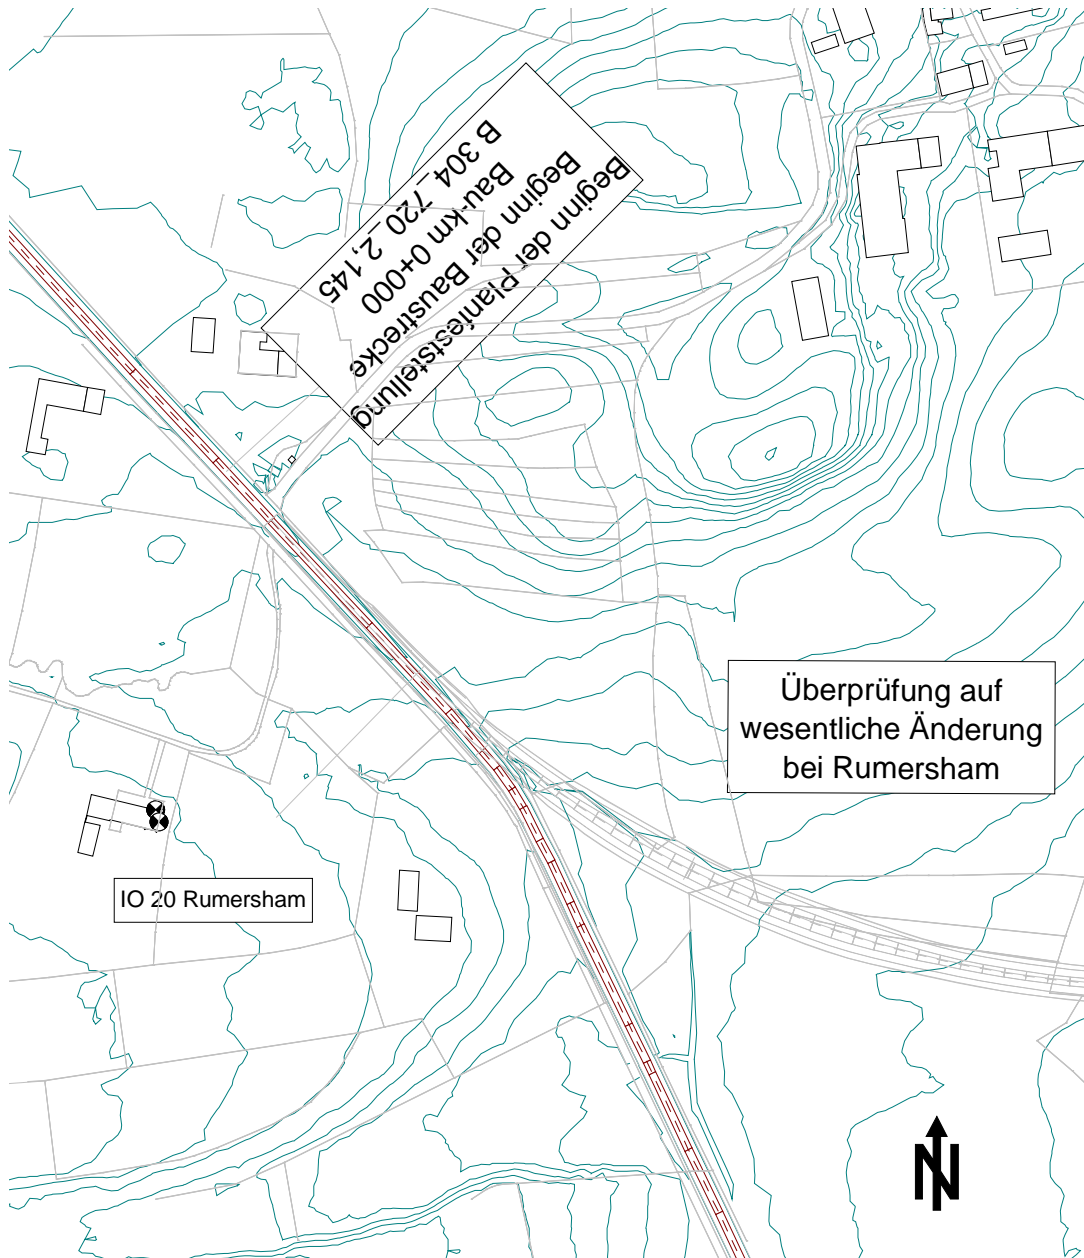 Beginn der Planfeststellung
Beginn der Baustrecke
Bau-km 0+000
B 304_720_2,145
Überprüfung auf
wesentliche Änderung
bei Rumersham
IO 20 Rumersham
N